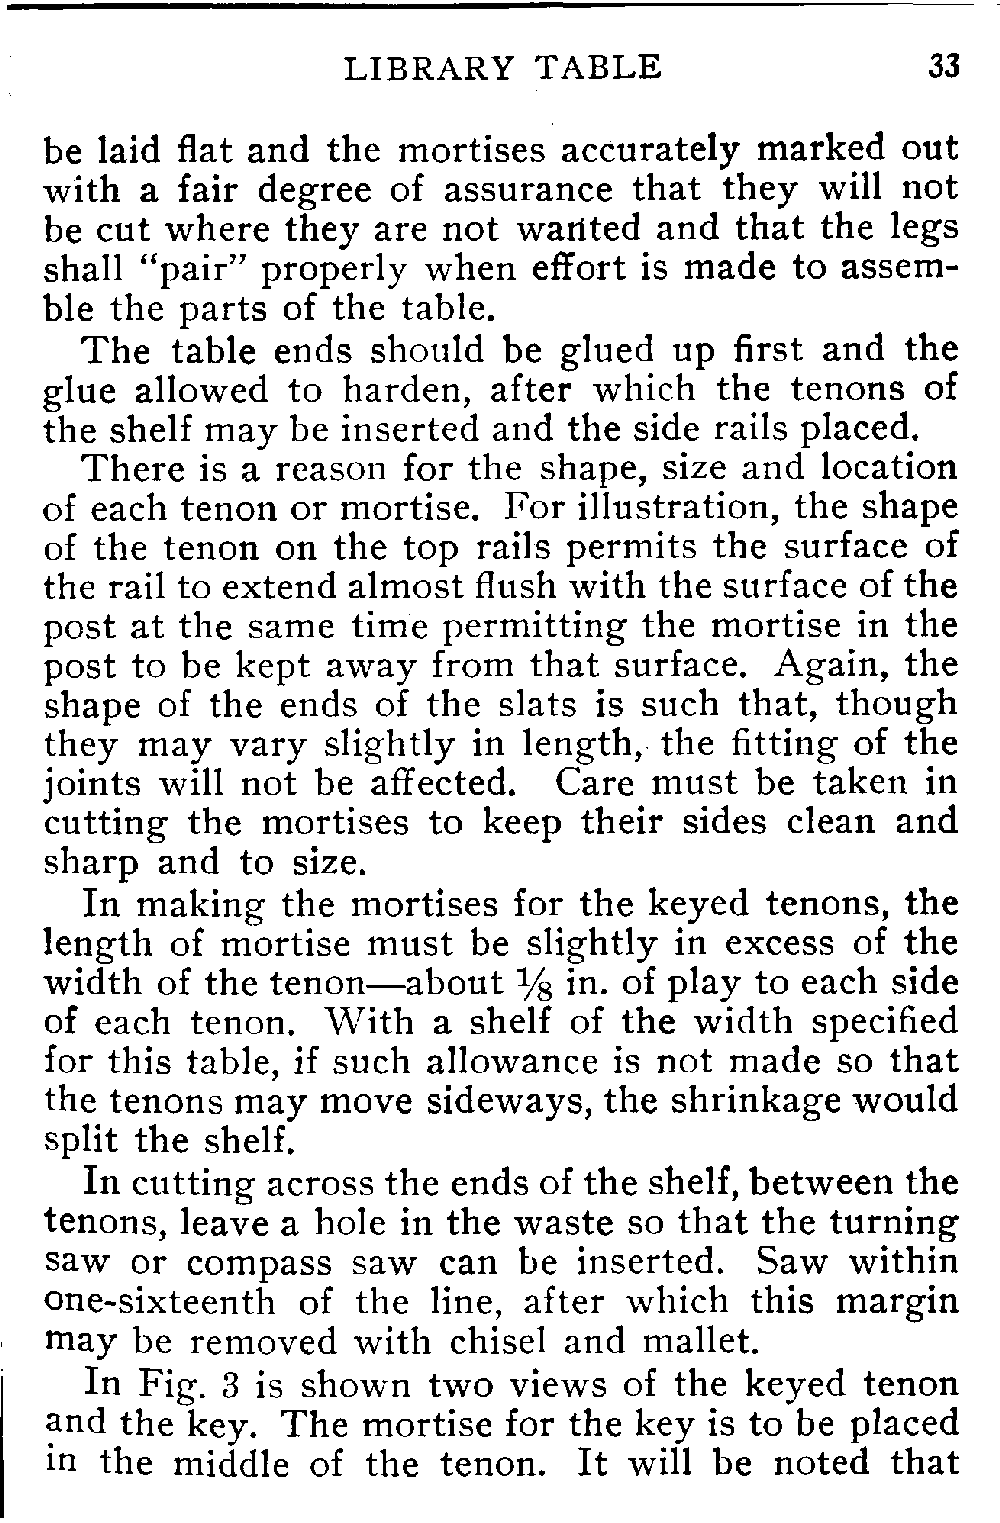 LIBRARY TABLE 33
be laid flat and the mortises accurately marked out
with a fair degree of assurance that they will not
be cut where they are not wanted and that the legs
shall “pair” properly when effort is made to assem-
ble the parts of the table.
The table ends should be glued up first and the
glue allowed to harden, after which the tenons of
the shelf may be inserted and the side rails placed.
There is a reason for the shape, size and location
of each tenon or mortise. For illustration, the shape
of the tenon on the top rails permits the surface of
the rail to extend almost flush with the surface of the
post at the same time permitting the mortise in the
post to be kept away from that surface. Again, the
shape of the ends of the slats is such that, though
they may vary slightly in length, the fitting of the
joints will not be affected. Care must be taken in
cutting the mortises to keep their sides clean and
sharp and to size.
In making the mortises for the keyed tenons, the
length of mortise must be slightly in excess of the
width of the tenon—about ⅛ in. of play to each side
of each tenon. With a shelf of the width specified
for this table, if such allowance is not made so that
the tenons may move sideways, the shrinkage would
split the shelf.
In cutting across the ends of the shelf, between the
tenons, leave a hole in the waste so that the turning
saw or compass saw can be inserted. Saw within
one-sixteenth of the line, after which this margin
may be removed with chisel and mallet.
In Fig. 3 is shown two views of the keyed tenon
and the key. The mortise for the key is to be placed
in the middle of the tenon. It will be noted that